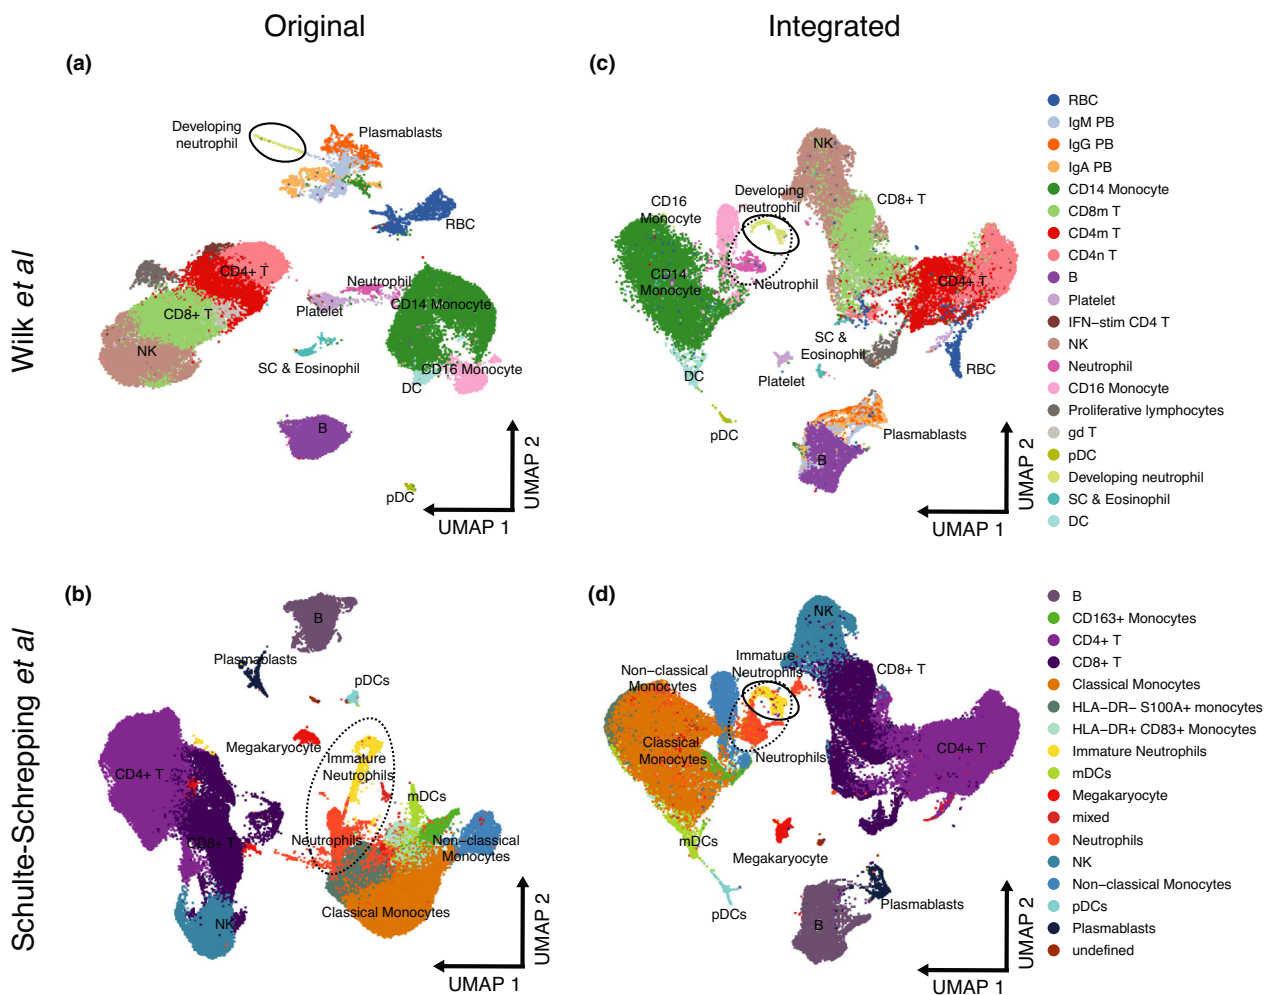 Original
Integrated
Wilk et al
Schulte-Schrepping et al
(a)
Developing
neutrophil
Plasmablasts
RBC
CD4+ T
CD8+ T
NK
Neutrophil
Platelet
CD14 Monocyte
SC & Eosinophil
CD16 Monocyte
DC
B
pDC
UMAP 1
UMAP 2
(c)
NK
CD16
Monocyte
Developing
neutrophil
CD8+ T
CD14
Monocyte
Neutrophil
CD4+ T
SC &
Eosinophil
DC
Platelet
RBC
pDC
Plasmablasts
B
UMAP 1
UMAP 2
RBC
IgM PB
IgG PB
IgA PB
CD14 Monocyte
CD8m T
CD4m T
CD4n T
B
Platelet
IFN−stim CD4 T
NK
Neutrophil
CD16 Monocyte
Proliferative lymphocytes
gd T
pDC
Developing neutrophil
SC & Eosinophil
DC
(b)
B
Plasmablasts
pDCs
Megakaryocyte
Immature
Neutrophils
CD4+ T
mDCs
CD8+ T
Neutrophils
Non−classical
Monocytes
Classical Monocytes
NK
UMAP 1
UMAP 2
(d)
NK
Non−classical
Monocytes
Immature
Neutrophils
CD8+ T
Classical
Monocytes
Neutrophils
CD4+ T
mDCs
Megakaryocyte
pDCs
Plasmablasts
B
UMAP 1
UMAP 2
B
CD163+ Monocytes
CD4+ T
CD8+ T
Classical Monocytes
HLA−DR− S100A+ monocytes
HLA−DR+ CD83+ Monocytes
Immature Neutrophils
mDCs
Megakaryocyte
mixed
Neutrophils
NK
Non−classical Monocytes
pDCs
Plasmablasts
undefined